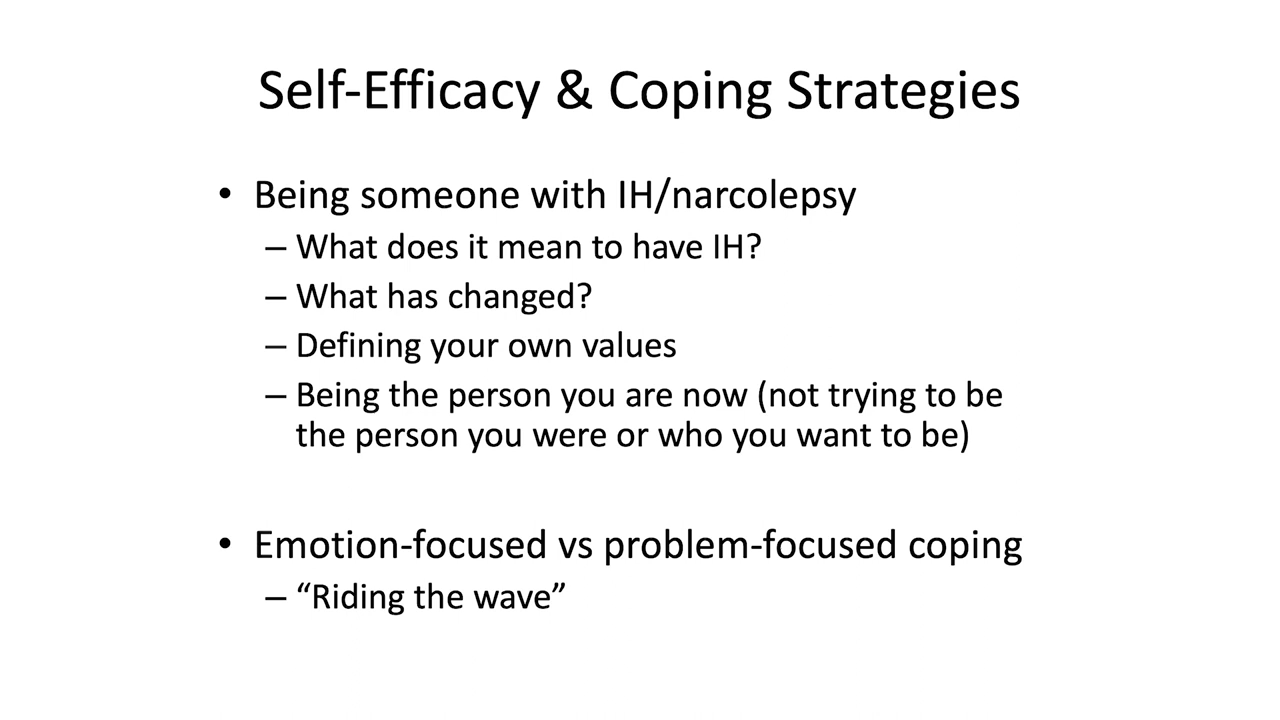 Self-Efficacy & Coping Strategies
• Being someone with IH/narcolepsy
– What does it mean to have IH?
– What has changed?
– Defining your own values
– Being the person you are now (not trying to be
the person you were or who you want to be)
• Emotion-focused vs problem-focused coping
– “Riding the wave”